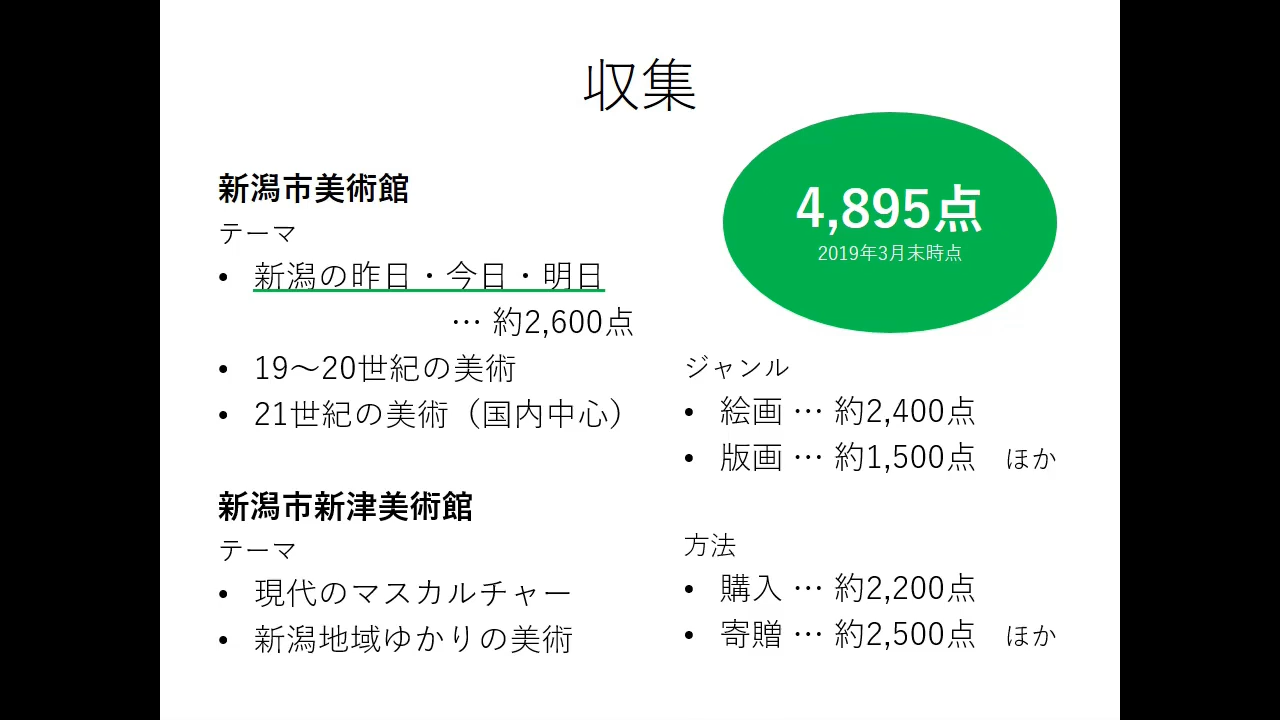 収集
新潟市美術館
テーマ
• 新潟の昨日・今日・明日
… 約2,600点
• 19～20世紀の美術
• 21世紀の美術（国内中心）
新潟市新津美術館
テーマ
• 現代のマスカルチャー
• 新潟地域ゆかりの美術
4,895点
2019年3月末時点
ジャンル
• 絵画 … 約2,400点
• 版画 … 約1,500点 ほか
方法
• 購入 … 約2,200点
• 寄贈 … 約2,500点 ほか